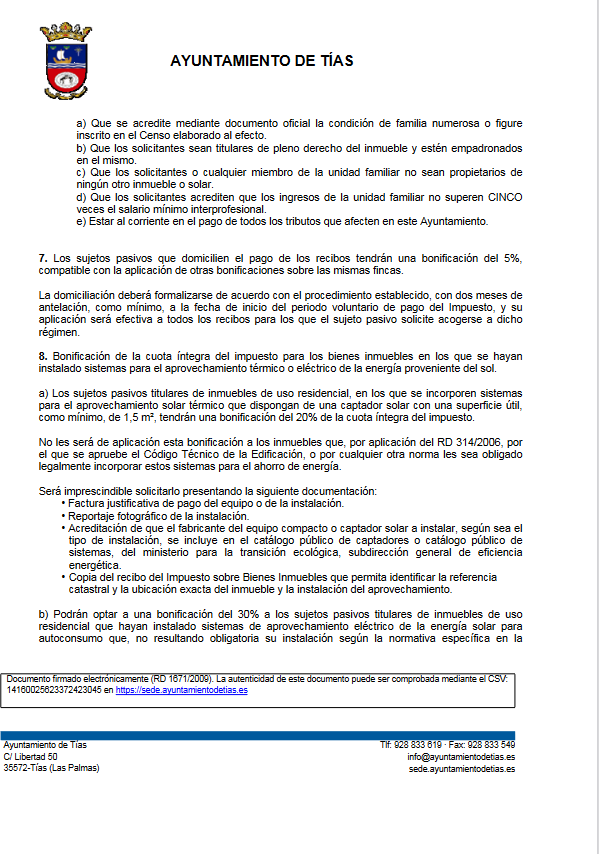 AYUNTAMIENTO DE TÍAS
a) Que se acredite mediante documento oficial la condición de familia numerosa o figure
inscrito en el Censo elaborado al efecto.
b) Que los solicitantes sean titulares de pleno derecho del inmueble y estén empadronados
en el mismo.
c) Que los solicitantes o cualquier miembro de la unidad familiar no sean propietarios de
ningún otro inmueble o solar.
d) Que los solicitantes acrediten que los ingresos de la unidad familiar no superen CINCO
veces el salario mínimo interprofesional.
e) Estar al corriente en el pago de todos los tributos que afecten en este Ayuntamiento.
7. Los sujetos pasivos que domicilien el pago de los recibos tendrán una bonificación del 5%,
compatible con la aplicación de otras bonificaciones sobre las mismas fincas.
La domiciliación deberá formalizarse de acuerdo con el procedimiento establecido, con dos meses de
antelación, como mínimo, a la fecha de inicio del periodo voluntario de pago del Impuesto, y su
aplicación será efectiva a todos los recibos para los que el sujeto pasivo solicite acogerse a dicho
régimen.
8. Bonificación de la cuota íntegra del impuesto para los bienes inmuebles en los que se hayan
instalado sistemas para el aprovechamiento térmico o eléctrico de la energía proveniente del sol.
a) Los sujetos pasivos titulares de inmuebles de uso residencial, en los que se incorporen sistemas
para el aprovechamiento solar térmico que dispongan de una captador solar con una superficie útil,
como mínimo, de 1,5 m², tendrán una bonificación del 20% de la cuota íntegra del impuesto.
No les será de aplicación esta bonificación a los inmuebles que, por aplicación del RD 314/2006, por
el que se apruebe el Código Técnico de la Edificación, o por cualquier otra norma les sea obligado
legalmente incorporar estos sistemas para el ahorro de energía.
Será imprescindible solicitarlo presentando la siguiente documentación:
• Factura justificativa de pago del equipo o de la instalación.
• Reportaje fotográfico de la instalación.
• Acreditación de que el fabricante del equipo compacto o captador solar a instalar, según sea el
tipo de instalación, se incluye en el catálogo público de captadores o catálogo público de
sistemas, del ministerio para la transición ecológica, subdirección general de eficiencia
energética.
• Copia del recibo del Impuesto sobre Bienes Inmuebles que permita identificar la referencia
catastral y la ubicación exacta del inmueble y la instalación del aprovechamiento.
b) Podrán optar a una bonificación del 30% a los sujetos pasivos titulares de inmuebles de uso
residencial que hayan instalado sistemas de aprovechamiento eléctrico de la energía solar para
autoconsumo que, no resultando obligatoria su instalación según la normativa específica en la
Documento firmado electrónicamente (RD 1671/2009). La autenticidad de este documento puede ser comprobada mediante el CSV:
14160025623372423045 en https://sede.ayuntamientodetias.es
Ayuntamiento de Tías
C/ Libertad 50
35572-Tías (Las Palmas)
Tlf: 928 833 619 · Fax: 928 833 549
info@ayuntamientodetias.es
sede.ayuntamientodetias.es